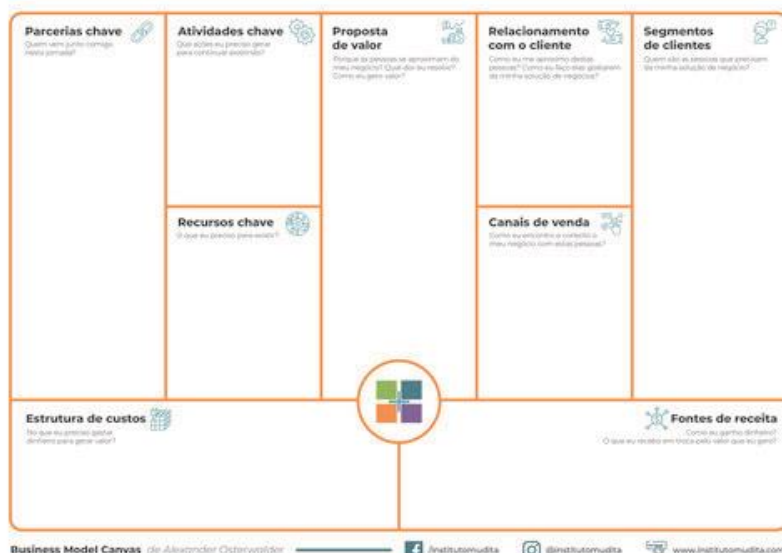 Parcerias chave
Quem vem junto comigo
nesta jornada?
Atividades chave
Que ações eu preciso gerar
para continuar existindo?
Recursos chave
O que eu preciso para existir?
Proposta
de valor
Porque as pessoas se aproximam do
meu negócio? Qual dor eu resolvo?
Como eu gero valor?
Relacionamento
com o cliente
Como eu me aproximo destas
pessoas? Como eu faço elas gostarem
da minha solução de negócios?
Canais de venda
Como eu encontro e conecto o
meu negócio com estas pessoas?
Segmentos
de clientes
Quem são as pessoas que precisam
da minha solução de negócio?
Estrutura de custos
No que eu preciso gastar
dinheiro para gerar valor?
Fontes de receita
Como eu ganho dinheiro?
O que eu recebo em troca pelo valor que eu gero?
Business Model Canvas de Alexander Osterwalder
/institutomudita
@institutomudita
www.institutomudita.com